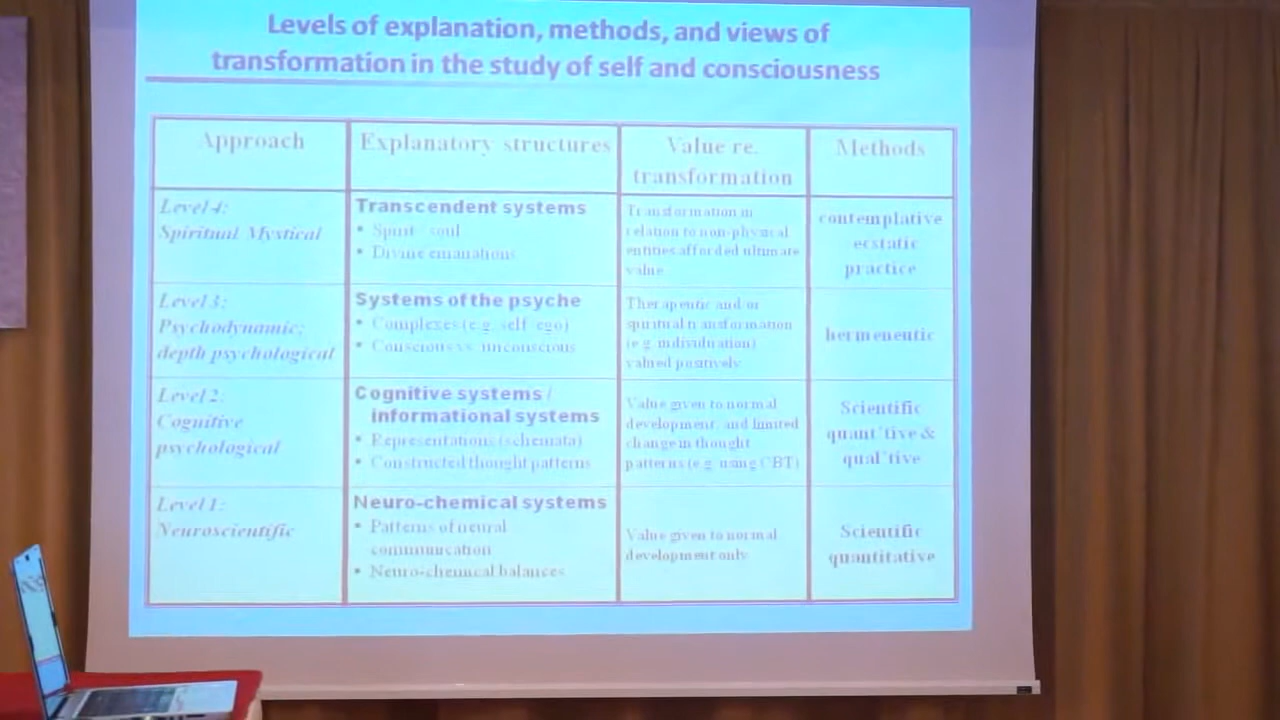 Levels of explanation, methods, and views of
transformation in the study of self and consciousness
Approach
Explanatory structures
Value re.
transformation
Methods
Level 4:
Spiritual Mystical
Transcendent systems
• Spirit soul
• Divine emanations
Transformation in
relation to non-physical
entities afforded ultimate
value
contemplative
ecstatic
practice
Level 3:
Psychodynamic;
depth psychological
Systems of the psyche
• Complexes (e.g. self ego)
• Conscious vs. unconscious
Therapeutic and or
spiritual transformation
(e.g. individuation)
valued positively
hermeneutic
Level 2:
Cognitive
psychological
Cognitive systems /
informational systems
• Representations (schemata)
• Constructed thought patterns
Value given to normal
development, and limited
change in thought
patterns (e.g. using CBT)
Scientific
quant'tive &
qual'tive
Level 1:
Neuroscientific
Neuro-chemical systems
• Patterns of neural
communication
• Neuro-chemical balances
Value given to normal
development only
Scientific
quantitative